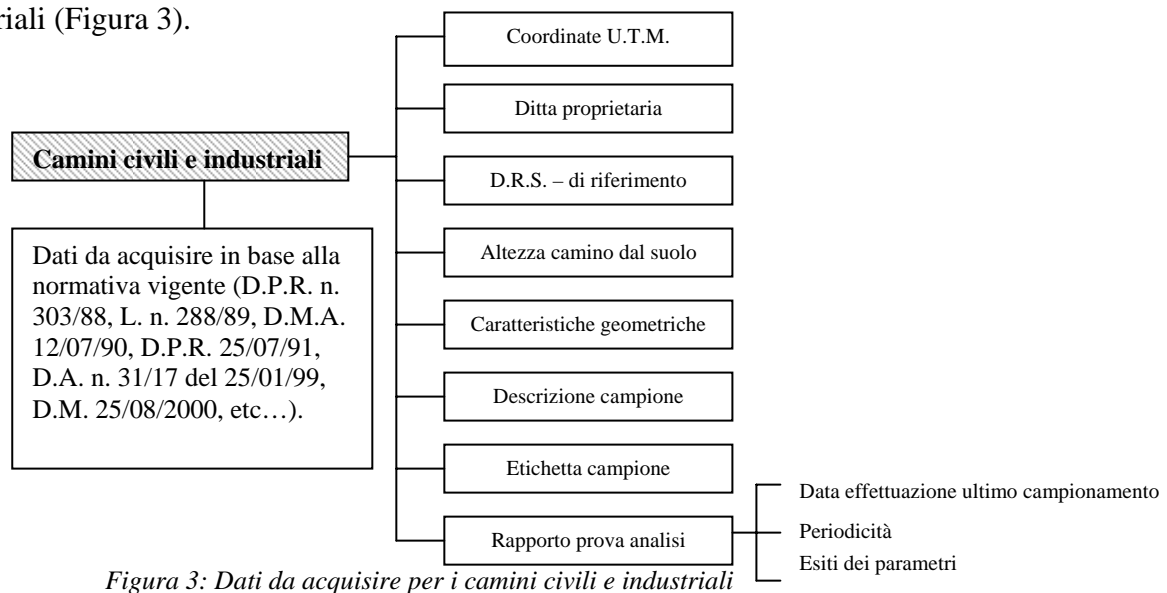 riali (Figura 3).
Coordinate U.T.M.
Ditta proprietaria
Camini civili e industriali
D.R.S. – di riferimento
Dati da acquisire in base alla
normativa vigente (D.P.R. n.
303/88, L. n. 288/89, D.M.A.
12/07/90, D.P.R. 25/07/91,
D.A. n. 31/17 del 25/01/99,
D.M. 25/08/2000, etc…).
Altezza camino dal suolo
Caratteristiche geometriche
Descrizione campione
Etichetta campione
Rapporto prova analisi
Data effettuazione ultimo campionamento
Periodicità
Esiti dei parametri
Figura 3: Dati da acquisire per i camini civili e industriali